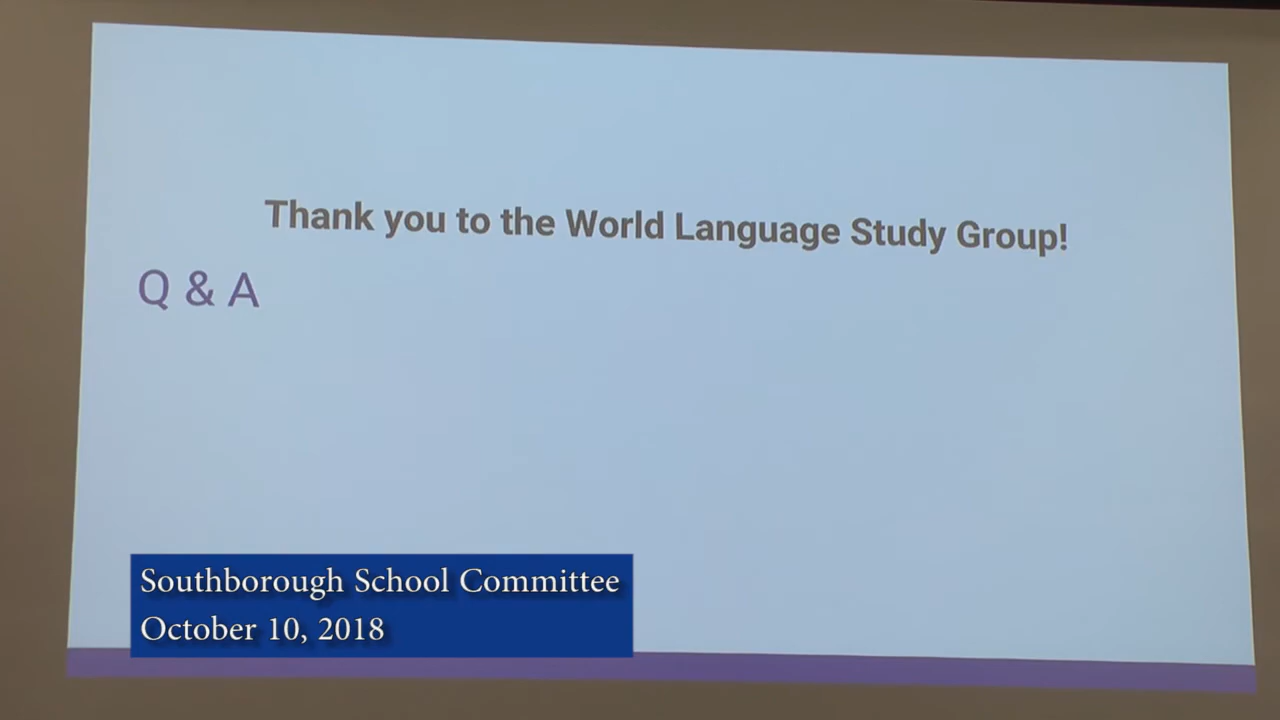 Thank you to the World Language Study Group!
Q & A
Southborough School Committee
October 10, 2018